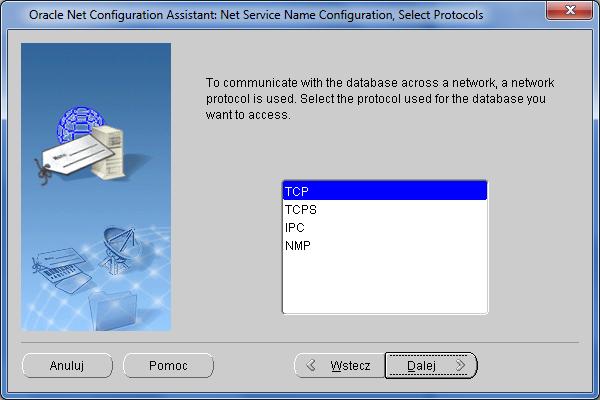 Oracle Net Configuration Assistant: Net Service Name Configuration, Select Protocols
To communicate with the database across a network, a network
protocol is used. Select the protocol used for the database you
want to access.
TCP
TCPS
IPC
NMP
Anuluj
Pomoc
Wstecz
Dalej